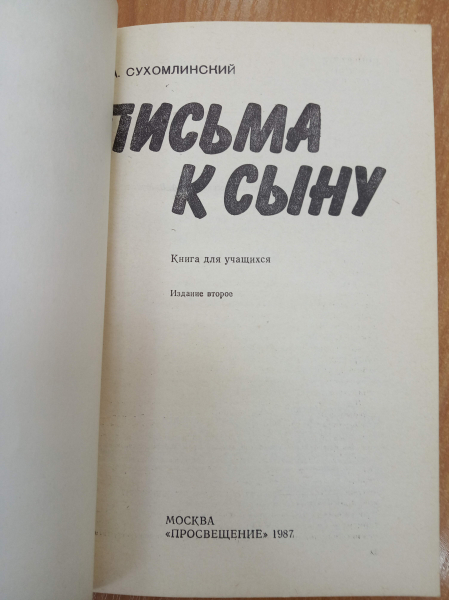 А. СУХОМЛИНСКИЙ
ПИСЬМА
К СЫНУ
Книга для учащихся
Издание второе
МОСКВА
«ПРОСВЕЩЕНИЕ» 1987